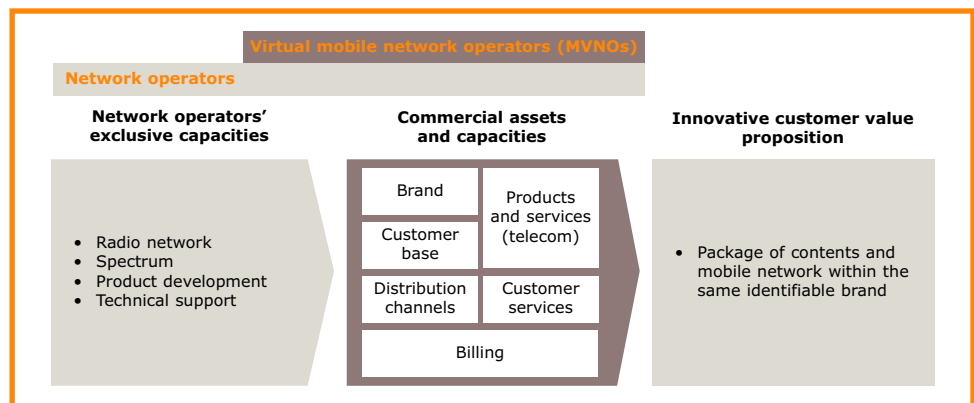 Virtual mobile network operators (MVNOs)
Network operators
Network operators’
exclusive capacities
Commercial assets
and capacities
Innovative customer value
proposition
• Radio network
• Spectrum
• Product development
• Technical support
Brand
Products
and services
(telecom)
Customer
base
Distribution
channels
Customer
services
Billing
• Package of contents and
mobile network within the
same identifiable brand